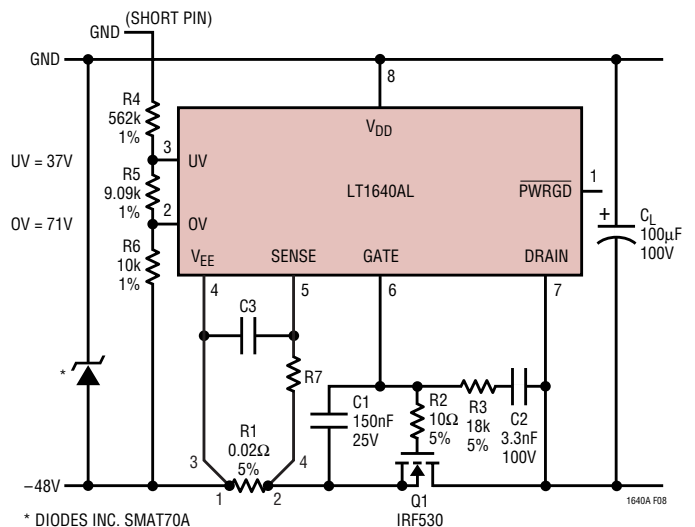 (SHORT PIN)
GND
GND
8
R4
562k
1%
V_DD
3
UV
1
UV = 37V
R5
9.09k
1%
LT1640AL
PWRGD
2
OV
+
C_L
100µF
100V
OV = 71V
R6
10k
1%
V_EE
SENSE
GATE
DRAIN
4
5
6
7
C3
R7
*
C1
150nF
25V
R2
10Ω
5%
R3
18k
5%
C2
3.3nF
100V
R1
0.02Ω
5%
3
4
−48V
1
2
Q1
IRF530
1640A F08
* DIODES INC. SMAT70A